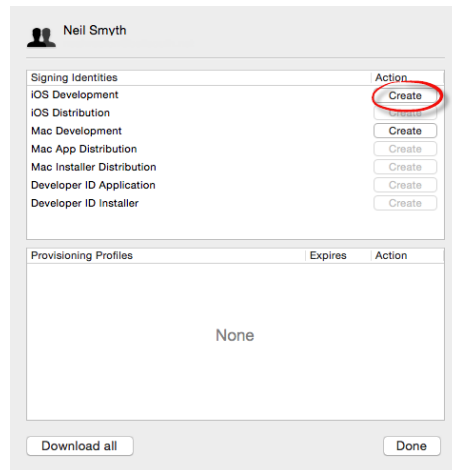 Neil Smyth
Signing Identities Action
iOS Development Create
iOS Distribution Create
Mac Development Create
Mac App Distribution Create
Mac Installer Distribution Create
Developer ID Application Create
Developer ID Installer Create
Provisioning Profiles Expires Action
None
Download all Done